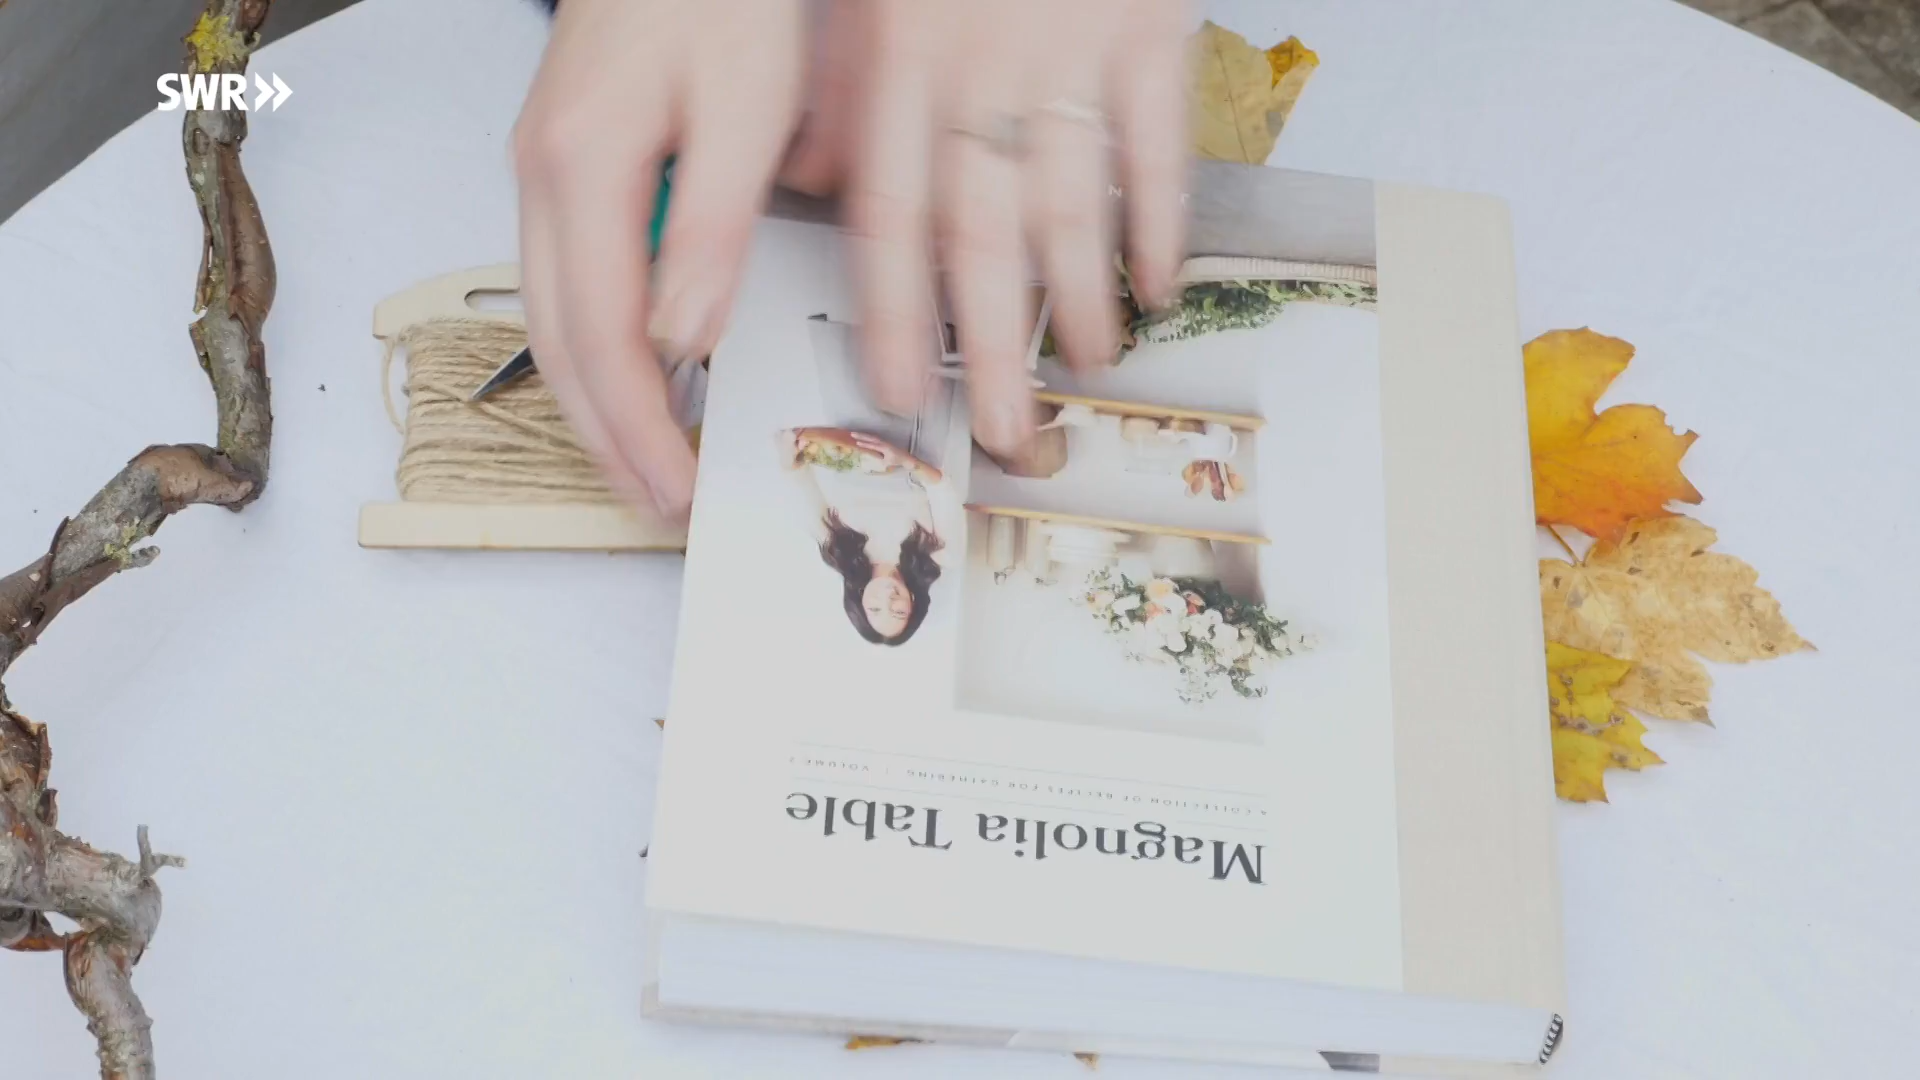 SWR
Magnolia Table
A COLLECTION OF RECIPES FOR GATHERING | VOLUME 2